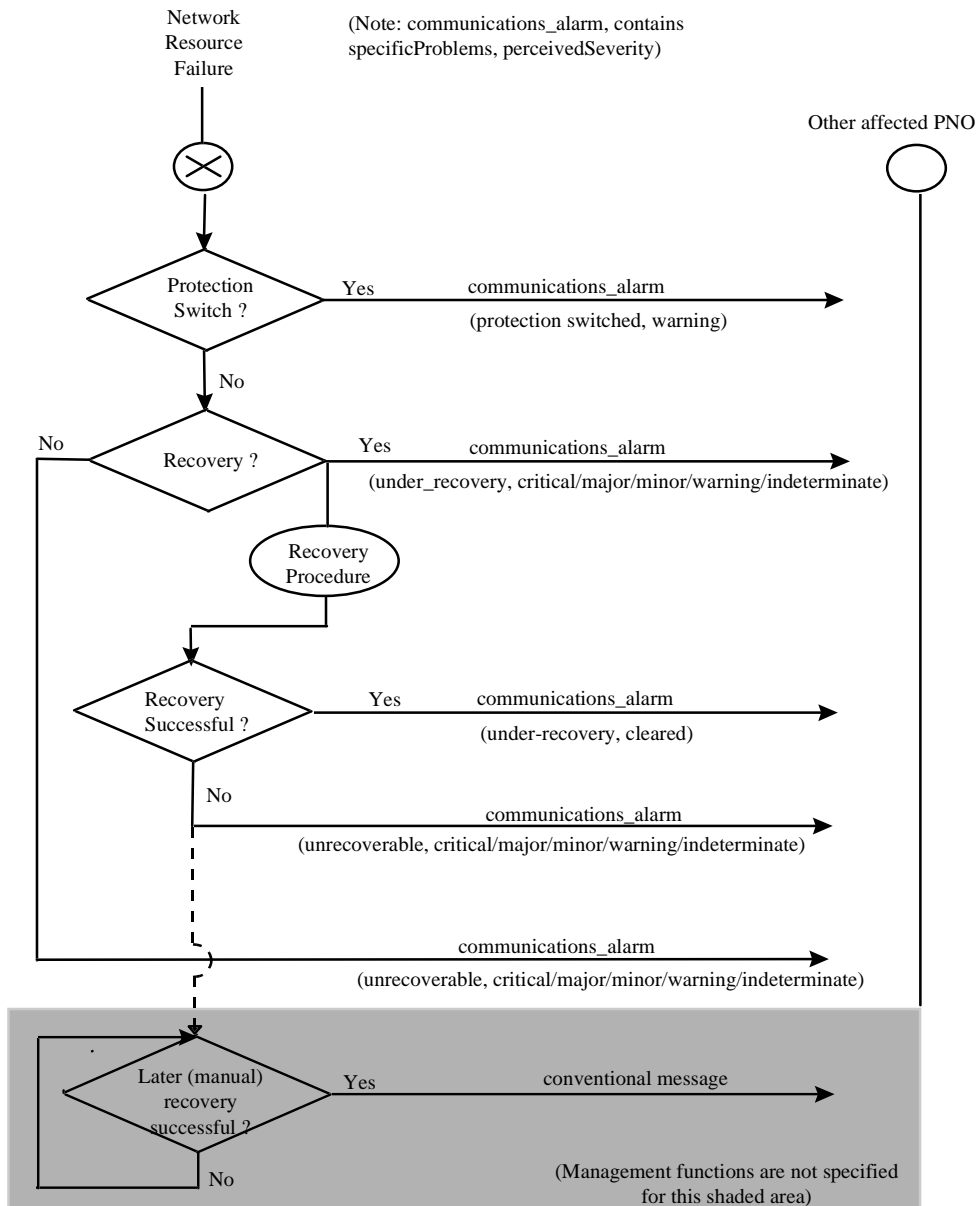 Network
Resource
Failure
(Note: communications_alarm, contains
specificProblems, perceivedSeverity)
Other affected PNO
Protection
Switch ?
Yes
communications_alarm
(protection switched, warning)
No
No
Recovery ?
Yes
communications_alarm
(under_recovery, critical/major/minor/warning/indeterminate)
Recovery
Procedure
Recovery
Successful ?
Yes
communications_alarm
(under-recovery, cleared)
No
communications_alarm
(unrecoverable, critical/major/minor/warning/indeterminate)
communications_alarm
(unrecoverable, critical/major/minor/warning/indeterminate)
Later (manual)
recovery
successful ?
Yes
conventional message
No
(Management functions are not specified
for this shaded area)